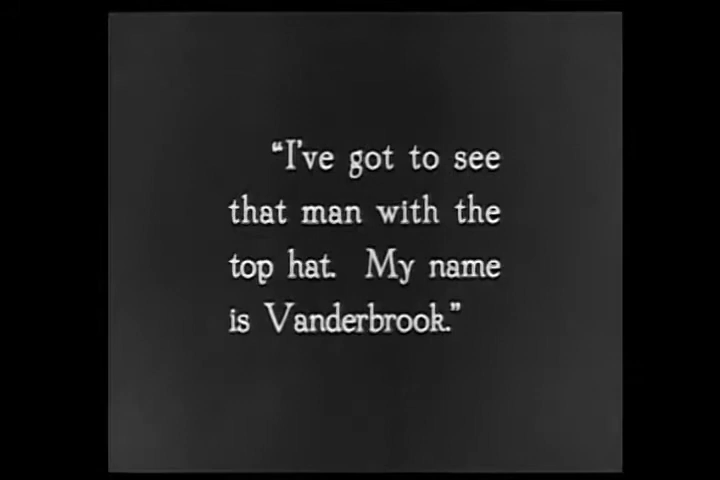 “I've got to see
that man with the
top hat. My name
is Vanderbrook.”